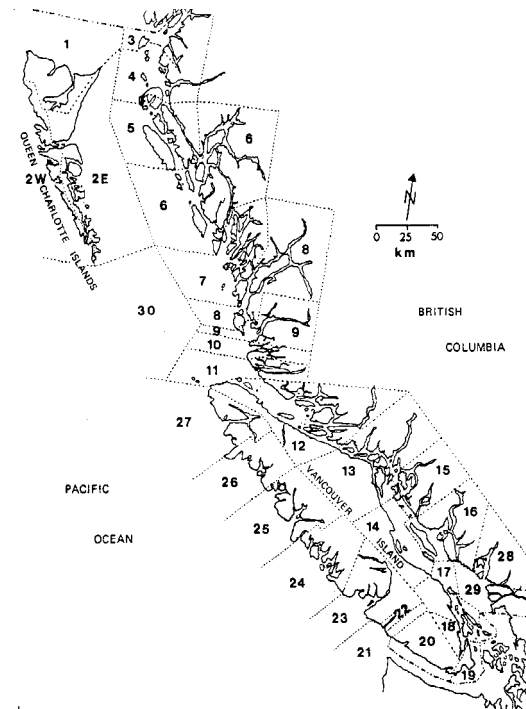 1
3
4
5
6
2W
2E
QUEEN CHARLOTTE ISLANDS
6
8
7
30
8
9
9
10
11
N
0 25 50
km
BRITISH
COLUMBIA
27
12
13
26
15
VANCOUVER ISLAND
PACIFIC
25
14
16
OCEAN
28
24
17
29
23
22
18
20
21
19